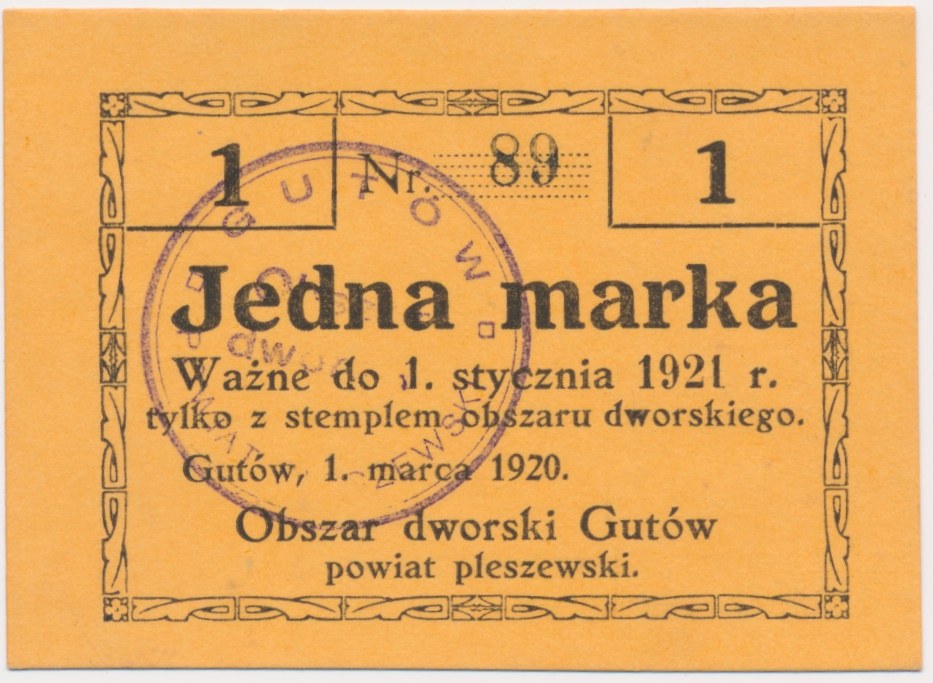 1 Nr. 89 1
Jedna marka
Ważne do 1. stycznia 1921 r.
tylko z stemplem obszaru dworskiego.
Gutów, 1. marca 1920.
Obszar dworski Gutów
powiat pleszewski.
GUTÓW